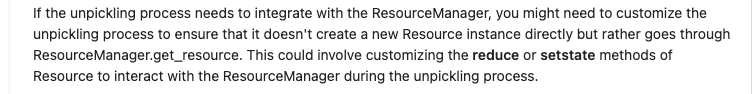 If the unpickling process needs to integrate with the ResourceManager, you might need to customize the
unpickling process to ensure that it doesn't create a new Resource instance directly but rather goes through
ResourceManager.get_resource. This could involve customizing the reduce or setstate methods of
Resource to interact with the ResourceManager during the unpickling process.